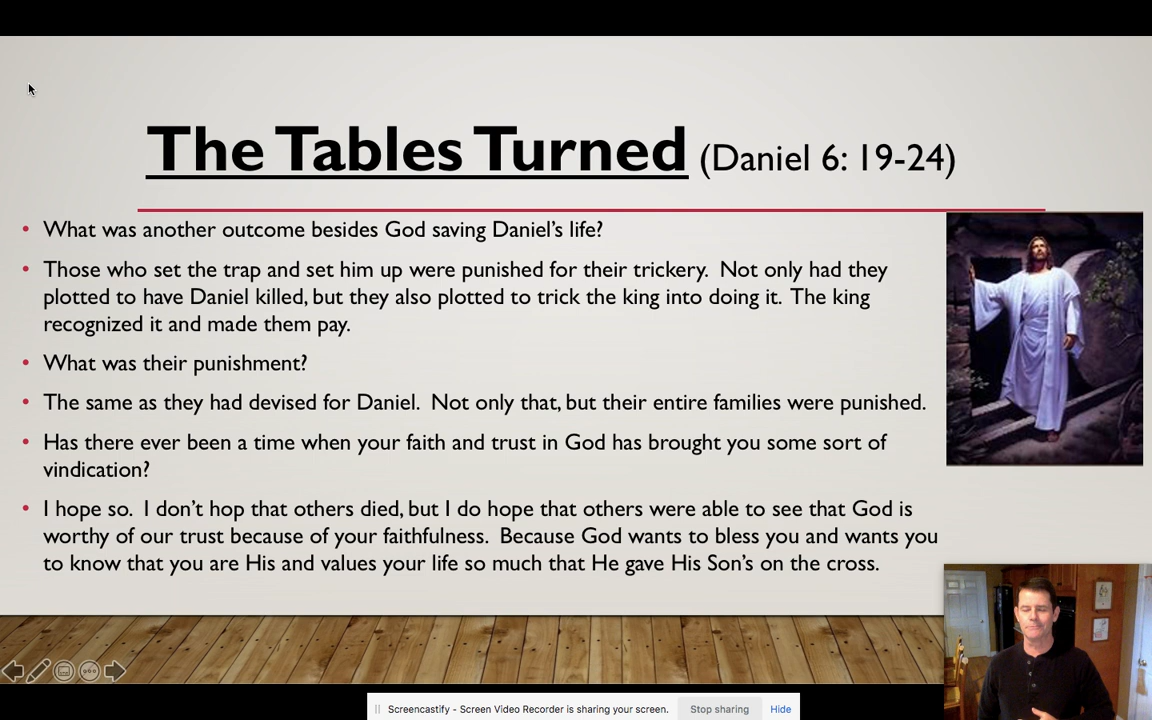 The Tables Turned (Daniel 6: 19-24)
• What was another outcome besides God saving Daniel’s life?
• Those who set the trap and set him up were punished for their trickery.  Not only had they
plotted to have Daniel killed, but they also plotted to trick the king into doing it.  The king
recognized it and made them pay.
• What was their punishment?
• The same as they had devised for Daniel.  Not only that, but their entire families were punished.
• Has there ever been a time when your faith and trust in God has brought you some sort of
vindication?
• I hope so.  I don’t hop that others died, but I do hope that others were able to see that God is
worthy of our trust because of your faithfulness.  Because God wants to bless you and wants you
to know that you are His and values your life so much that He gave His Son’s on the cross.
Screencastify - Screen Video Recorder is sharing your screen. Stop sharing Hide